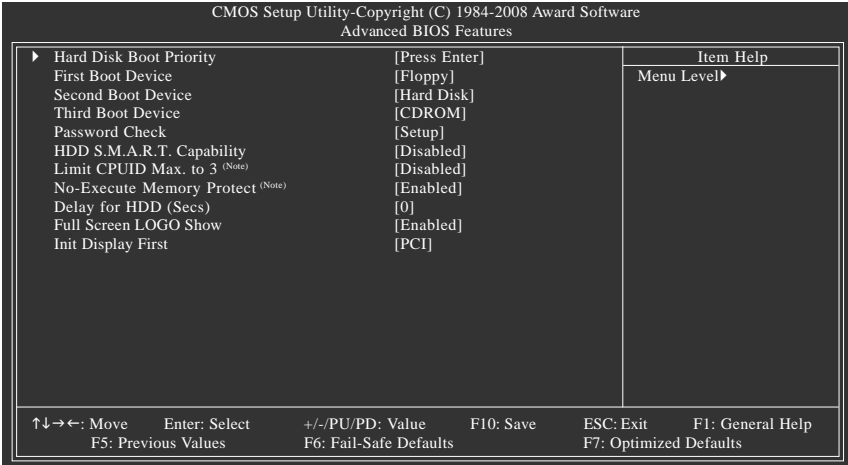 CMOS Setup Utility-Copyright (C) 1984-2008 Award Software
Advanced BIOS Features
Hard Disk Boot Priority [Press Enter]
First Boot Device [Floppy]
Second Boot Device [Hard Disk]
Third Boot Device [CDROM]
Password Check [Setup]
HDD S.M.A.R.T. Capability [Disabled]
Limit CPUID Max. to 3 (Note) [Disabled]
No-Execute Memory Protect (Note) [Enabled]
Delay for HDD (Secs) [0]
Full Screen LOGO Show [Enabled]
Init Display First [PCI]
Item Help
Menu Level▶
↑↓→←: Move Enter: Select +/-/PU/PD: Value F10: Save ESC: Exit F1: General Help
F5: Previous Values F6: Fail-Safe Defaults F7: Optimized Defaults